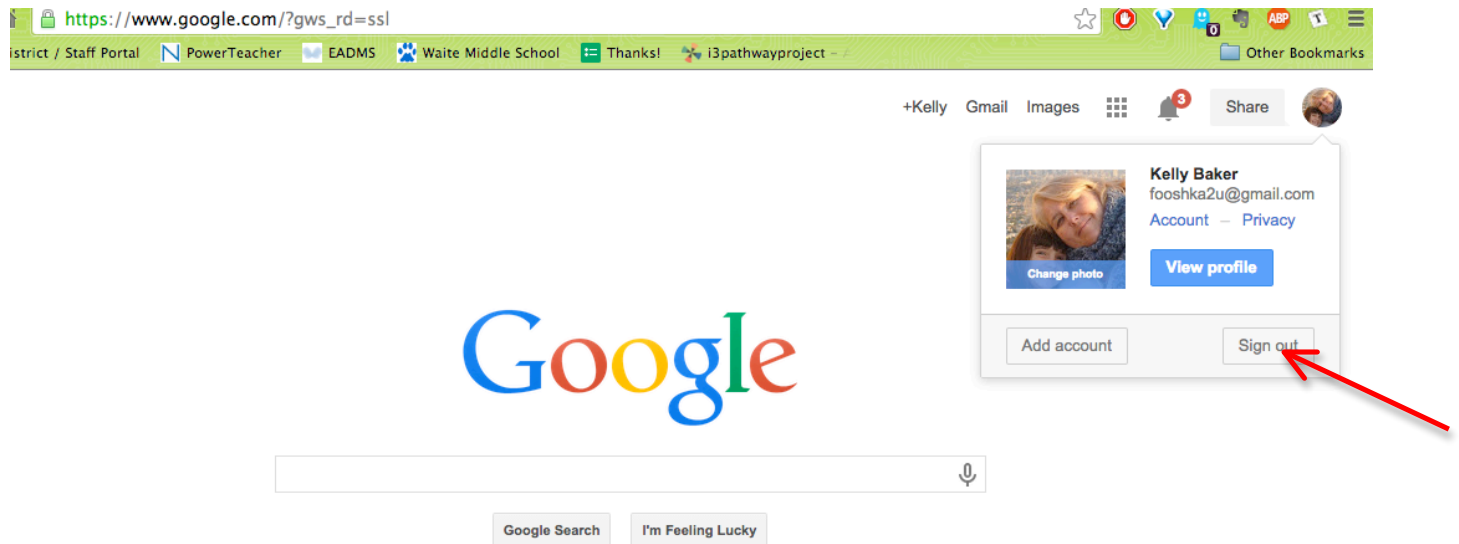 https://www.google.com/?gws_rd=ssl
ABP
0
istrict / Staff Portal PowerTeacher EADMS Waite Middle School Thanks! i3pathwayproject – Other Bookmarks
+Kelly Gmail Images 3 Share
Kelly Baker
fooshka2u@gmail.com
Account – Privacy
Change photo
View profile
Add account Sign out
Google
Google Search I'm Feeling Lucky